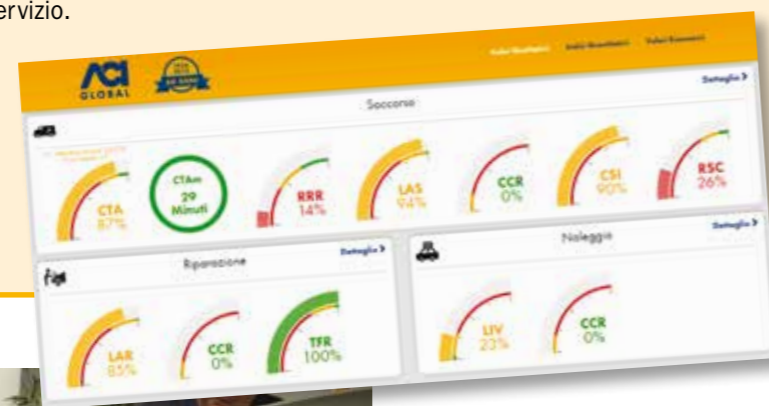 ervizio.
ACI
GLOBAL
Soccorso
Dettaglio
CTA
87%
CTAm
29
Minuti
RRR
14%
LAS
94%
CCR
0%
CSI
90%
RSC
26%
Riparazione
Dettaglio
LAR
85%
CCR
0%
TFR
100%
Noleggio
Dettaglio
LIV
23%
CCR
0%